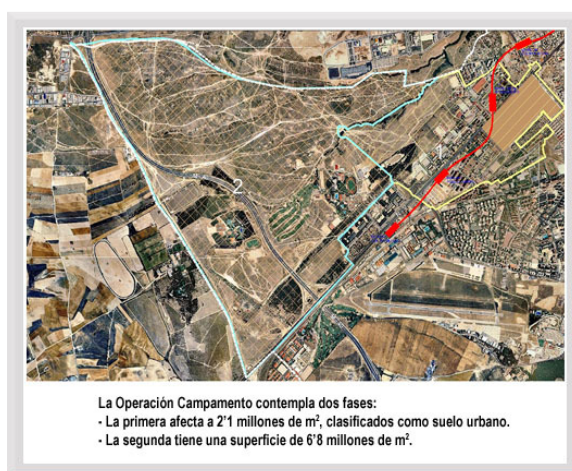 2
La Operación Campamento contempla dos fases:
- La primera afecta a 2'1 millones de m², clasificados como suelo urbano.
- La segunda tiene una superficie de 6'8 millones de m².